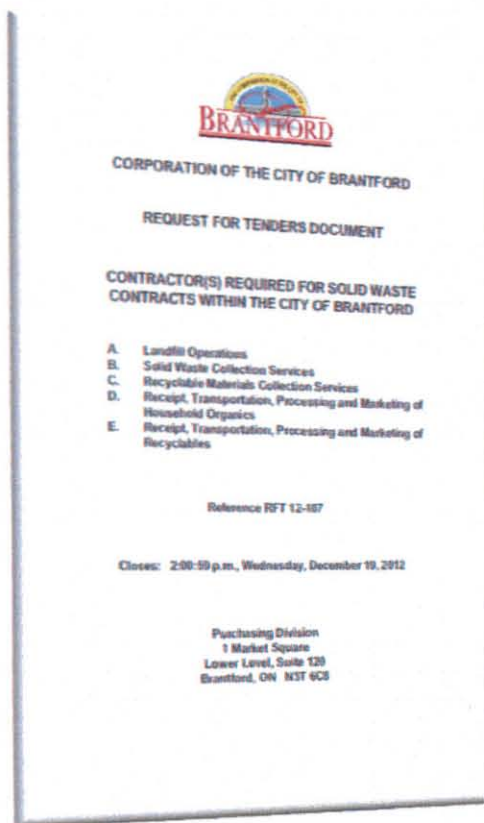 BRANTFORD
CORPORATION OF THE CITY OF BRANTFORD
REQUEST FOR TENDERS DOCUMENT
CONTRACTOR(S) REQUIRED FOR SOLID WASTE
CONTRACTS WITHIN THE CITY OF BRANTFORD
A. Landfill Operations
B. Solid Waste Collection Services
C. Recyclable Materials Collection Services
D. Receipt, Transportation, Processing and Marketing of
Household Organics
E. Receipt, Transportation, Processing and Marketing of
Recyclables
Reference RFT 12-107
Closes: 2:00:59 p.m., Wednesday, December 19, 2012
Purchasing Division
1 Market Square
Lower Level, Suite 120
Brantford, ON N3T 6C8